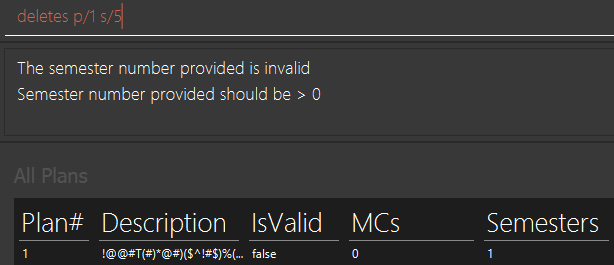 deletes p/1 s/5
The semester number provided is invalid
Semester number provided should be > 0
All Plans
Plan# Description IsValid MCs Semesters
1 !@@#T(#)*@#)($^!#$)%(... false 0 1